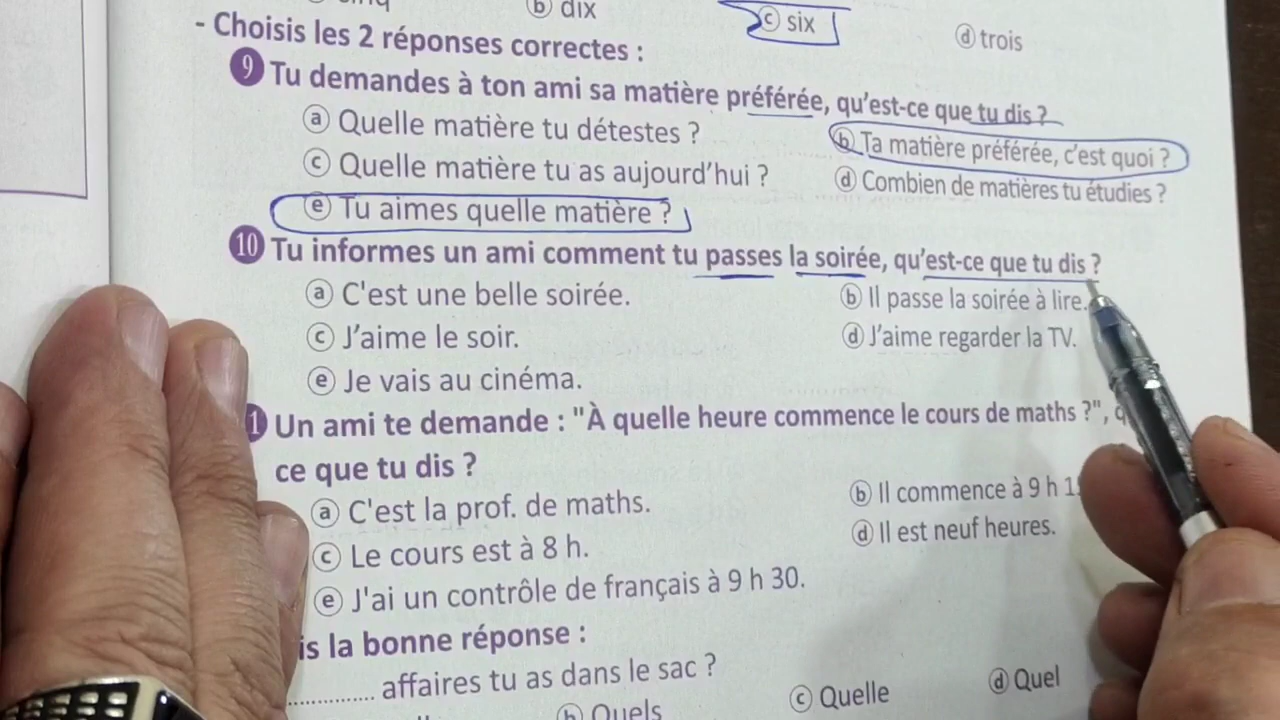 ⓑ dix
ⓒ six
ⓓ trois
- Choisis les 2 réponses correctes :
9 Tu demandes à ton ami sa matière préférée, qu'est-ce que tu dis ?
ⓐ Quelle matière tu détestes ?
ⓑ Ta matière préférée, c'est quoi ?
ⓒ Quelle matière tu as aujourd'hui ?
ⓓ Combien de matières tu étudies ?
ⓔ Tu aimes quelle matière ?
10 Tu informes un ami comment tu passes la soirée, qu'est-ce que tu dis ?
ⓐ C'est une belle soirée.
ⓑ Il passe la soirée à lire.
ⓒ J'aime le soir.
ⓓ J'aime regarder la TV.
ⓔ Je vais au cinéma.
Un ami te demande : "À quelle heure commence le cours de maths ?",
ce que tu dis ?
ⓐ C'est la prof. de maths.
ⓑ Il commence à 9 h
ⓒ Le cours est à 8 h.
ⓓ Il est neuf heures.
ⓔ J'ai un contrôle de français à 9 h 30.
is la bonne réponse :
............. affaires tu as dans le sac ?
ⓑ Quels
ⓒ Quelle
ⓓ Quel